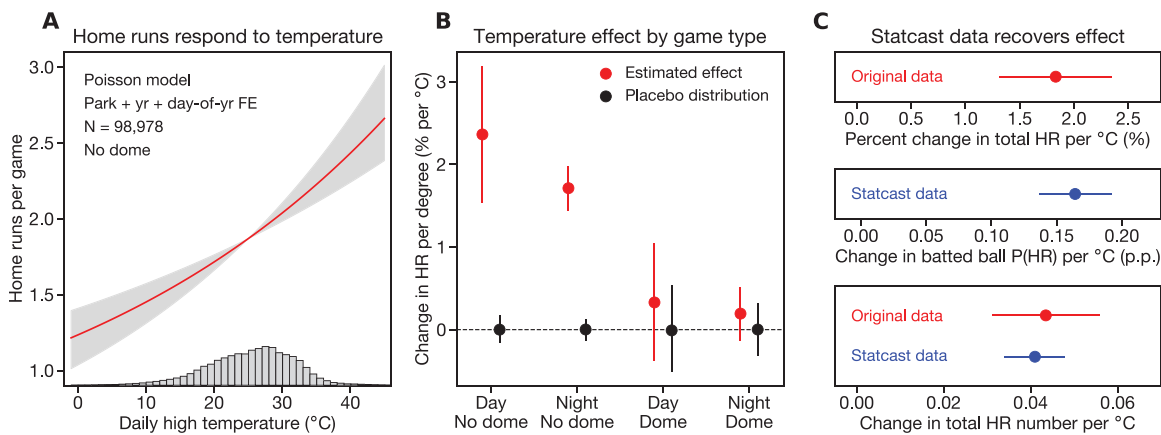 A
Home runs respond to temperature
3.0
2.5
2.0
1.5
1.0
Home runs per game
Poisson model
Park + yr + day-of-yr FE
N = 98,978
No dome
0
10
20
30
40
Daily high temperature (°C)
B
Temperature effect by game type
3
2
1
0
Change in HR per degree (% per °C)
Estimated effect
Placebo distribution
Day
No dome
Night
No dome
Day
Dome
Night
Dome
C
Statcast data recovers effect
Original data
0.0 0.5 1.0 1.5 2.0 2.5
Percent change in total HR per °C (%)
Statcast data
0.00 0.05 0.10 0.15 0.20
Change in batted ball P(HR) per °C (p.p.)
Original data
Statcast data
0.00 0.02 0.04 0.06
Change in total HR number per °C